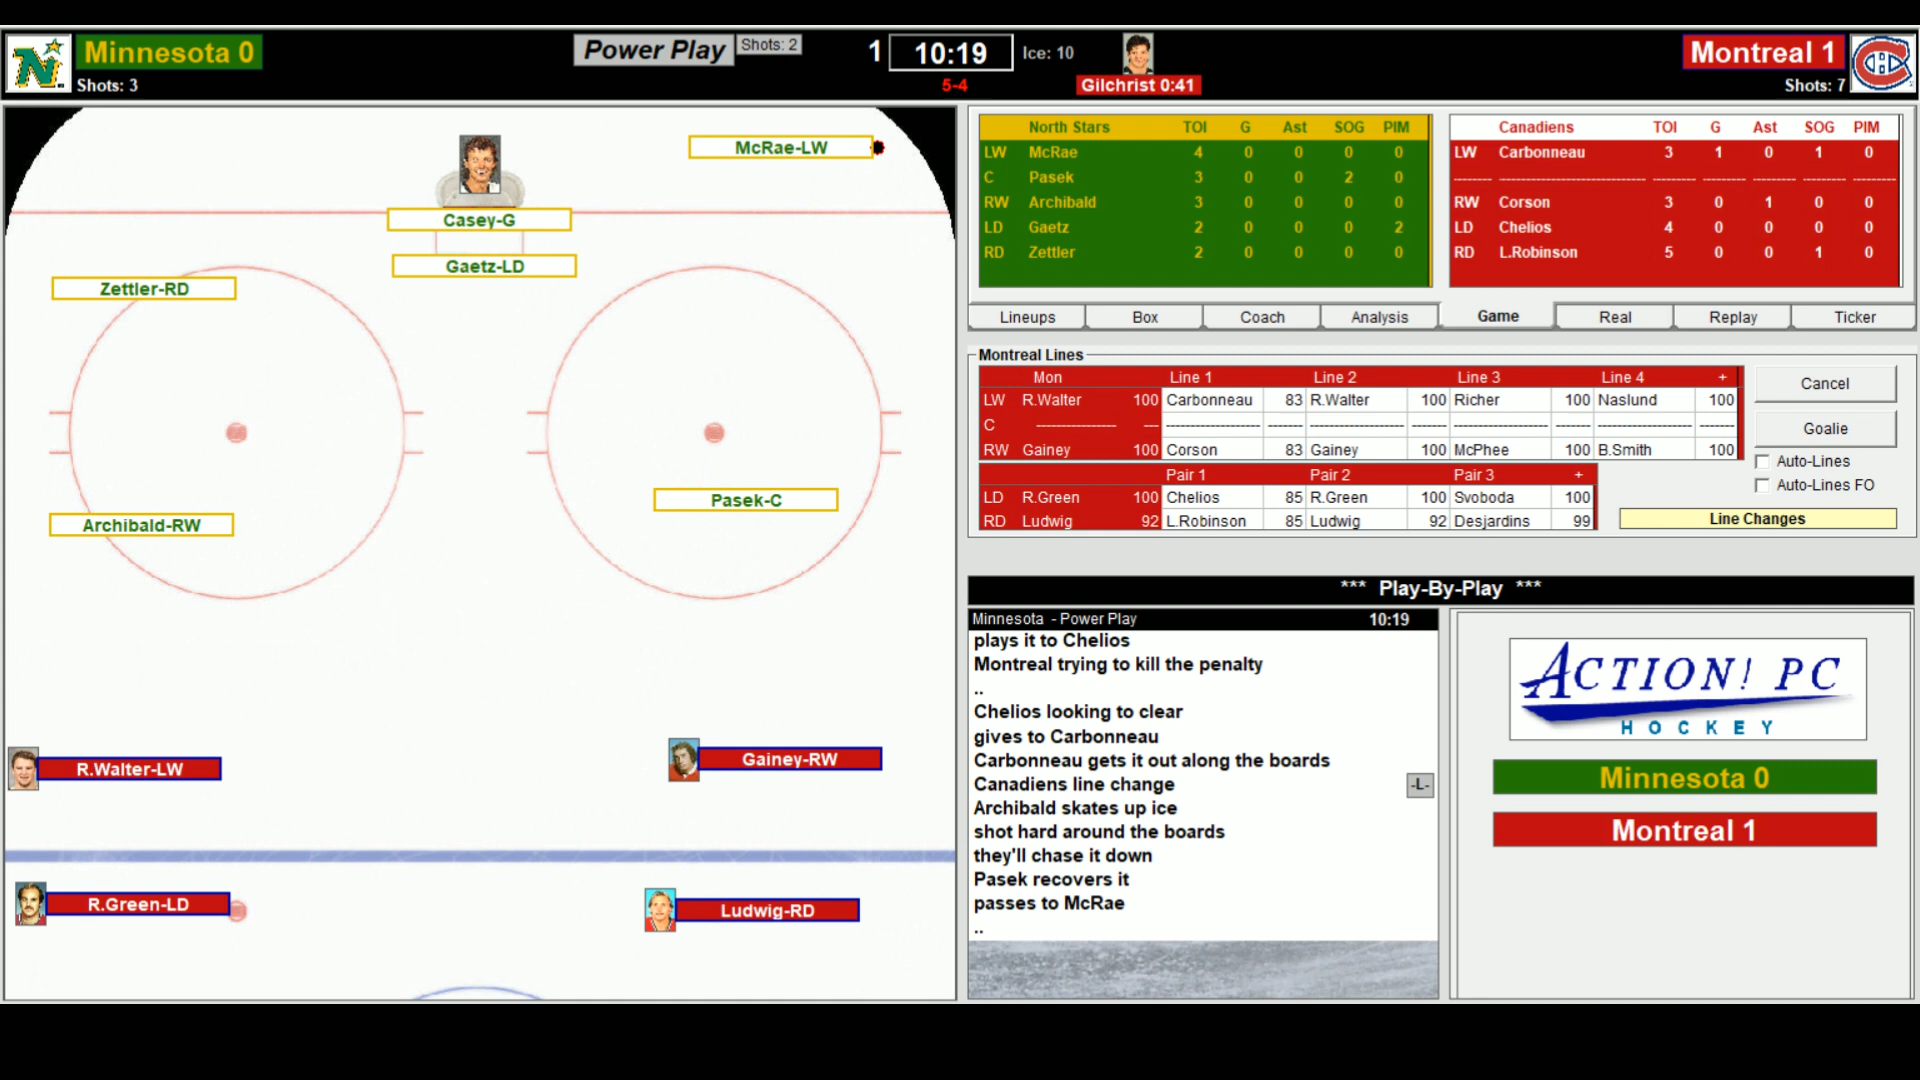 Minnesota 0
Shots: 3
Power Play
Shots: 2
1 10:19 Ice: 10
5-4
Gilchrist 0:41
Montreal 1
Shots: 7
McRae-LW
Casey-G
Gaetz-LD
Zettler-RD
Pasek-C
Archibald-RW
R.Walter-LW
Gainey-RW
R.Green-LD
Ludwig-RD
North Stars TOI G Ast SOG PIM
LW McRae 4 0 0 0 0
C Pasek 3 0 0 2 0
RW Archibald 3 0 0 0 0
LD Gaetz 2 0 0 0 2
RD Zettler 2 0 0 0 0
Canadiens TOI G Ast SOG PIM
LW Carbonneau 3 1 0 1 0
RW Corson 3 0 1 0 0
LD Chelios 4 0 0 0 0
RD L.Robinson 5 0 0 1 0
Lineups Box Coach Analysis Game Real Replay Ticker
Montreal Lines
Mon Line 1 Line 2 Line 3 Line 4 +
LW R.Walter 100 Carbonneau 83 R.Walter 100 Richer 100 Naslund 100
C
RW Gainey 100 Corson 83 Gainey 100 McPhee 100 B.Smith 100
Pair 1 Pair 2 Pair 3 +
LD R.Green 100 Chelios 85 R.Green 100 Svoboda 100
RD Ludwig 92 L.Robinson 85 Ludwig 92 Desjardins 99
Cancel
Goalie
Auto-Lines
Auto-Lines FO
Line Changes
*** Play-By-Play ***
Minnesota - Power Play 10:19
plays it to Chelios
Montreal trying to kill the penalty
..
Chelios looking to clear
gives to Carbonneau
Carbonneau gets it out along the boards
Canadiens line change
Archibald skates up ice
shot hard around the boards
they'll chase it down
Pasek recovers it
passes to McRae
..
-L-
ACTION! PC
HOCKEY
Minnesota 0
Montreal 1